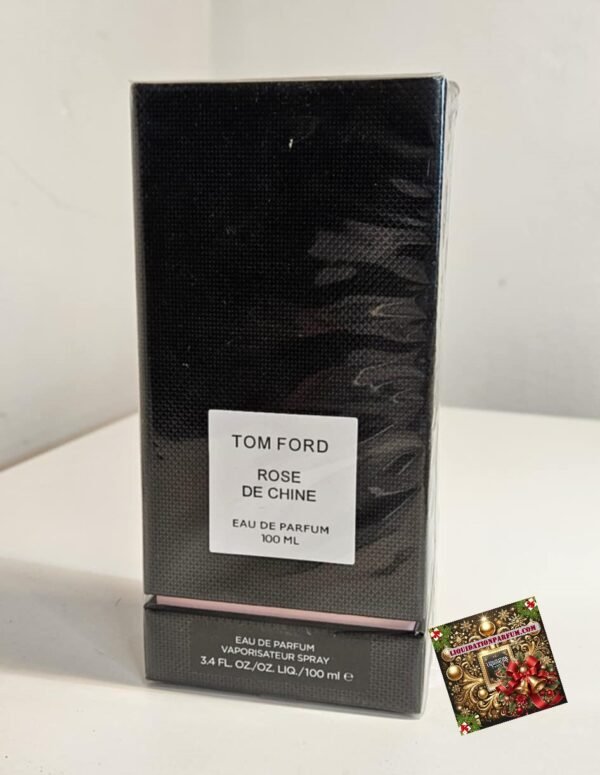 TOM FORD
ROSE
DE CHINE
EAU DE PARFUM
100 ML
EAU DE PARFUM
VAPORISATEUR SPRAY
3.4 FL. OZ./OZ. LIQ./100 ml e
LIQUIDATIONPARFUM.COM